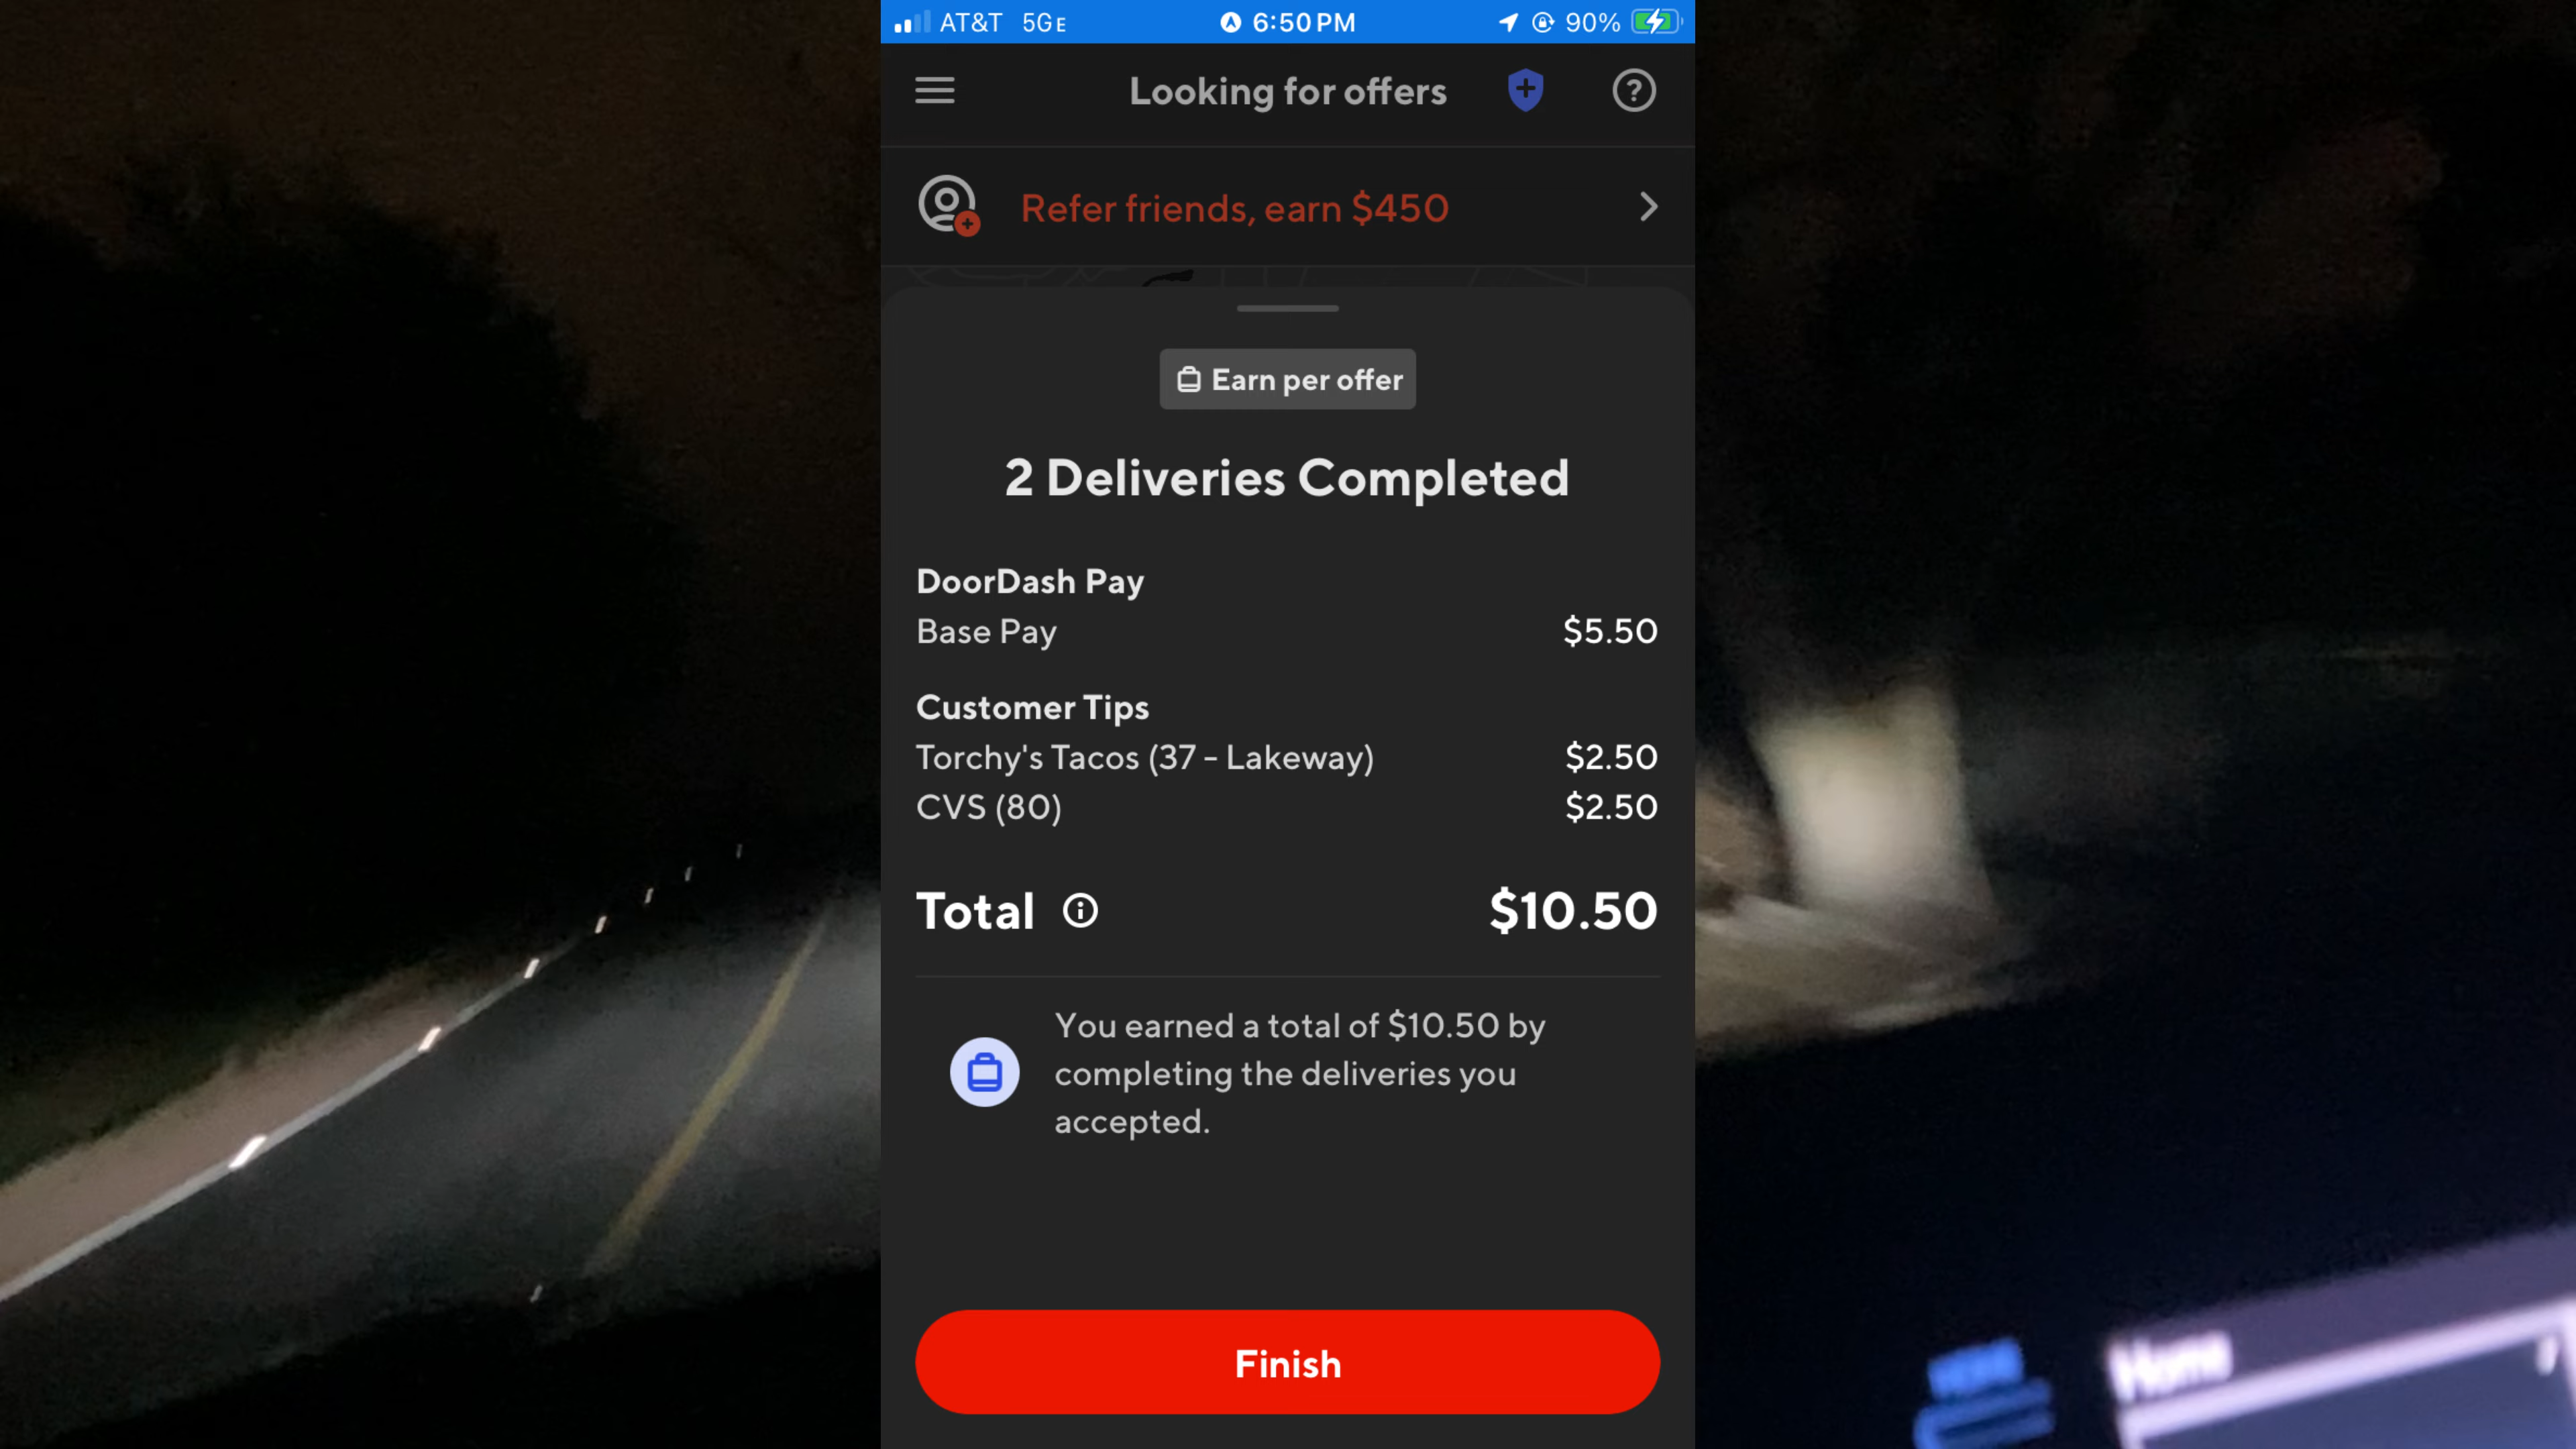 AT&T 5GE 6:50 PM 90%
Looking for offers
Refer friends, earn $450
Earn per offer
2 Deliveries Completed
DoorDash Pay
Base Pay $5.50
Customer Tips
Torchy's Tacos (37 - Lakeway) $2.50
CVS (80) $2.50
Total $10.50
You earned a total of $10.50 by
completing the deliveries you
accepted.
Finish
Home